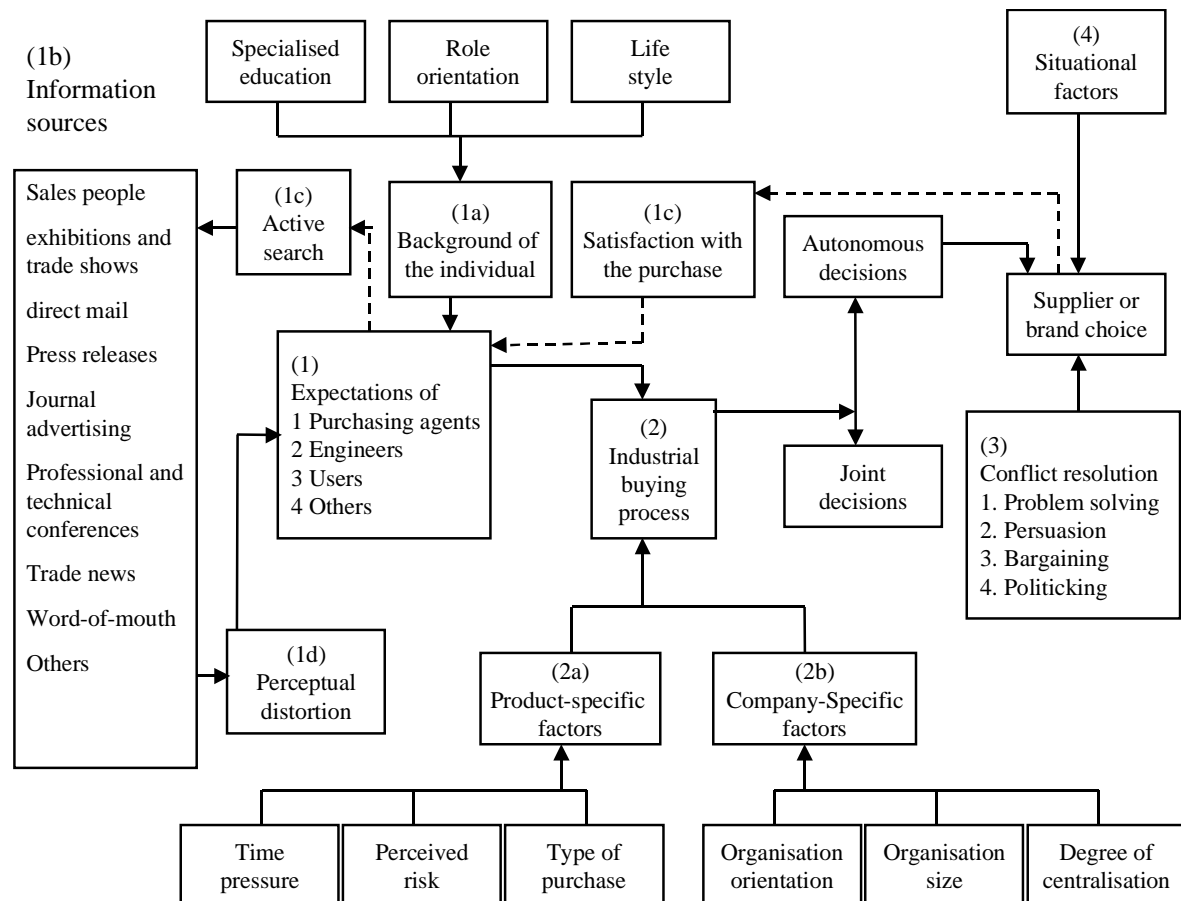 (1b)
Information
sources
Specialised
education
Role
orientation
Life
style
(4)
Situational
factors
Sales people
exhibitions and
trade shows
direct mail
Press releases
Journal
advertising
Professional and
technical
conferences
Trade news
Word-of-mouth
Others
(1c)
Active
search
(1a)
Background of
the individual
(1c)
Satisfaction with
the purchase
Autonomous
decisions
Supplier or
brand choice
(1)
Expectations of
1 Purchasing agents
2 Engineers
3 Users
4 Others
(2)
Industrial
buying
process
Joint
decisions
(3)
Conflict resolution
1. Problem solving
2. Persuasion
3. Bargaining
4. Politicking
(1d)
Perceptual
distortion
(2a)
Product-specific
factors
(2b)
Company-Specific
factors
Time
pressure
Perceived
risk
Type of
purchase
Organisation
orientation
Organisation
size
Degree of
centralisation